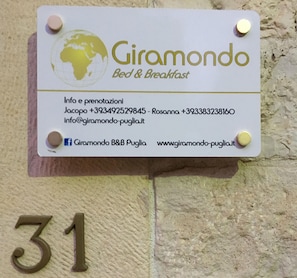 Giramondo
Bed & Breakfast
Info e prenotazioni
Jacopo +393492529845 - Rosanna +393383238160
info@giramondo-puglia.it
Giramondo B&B Puglia www.giramondo-puglia.it
31